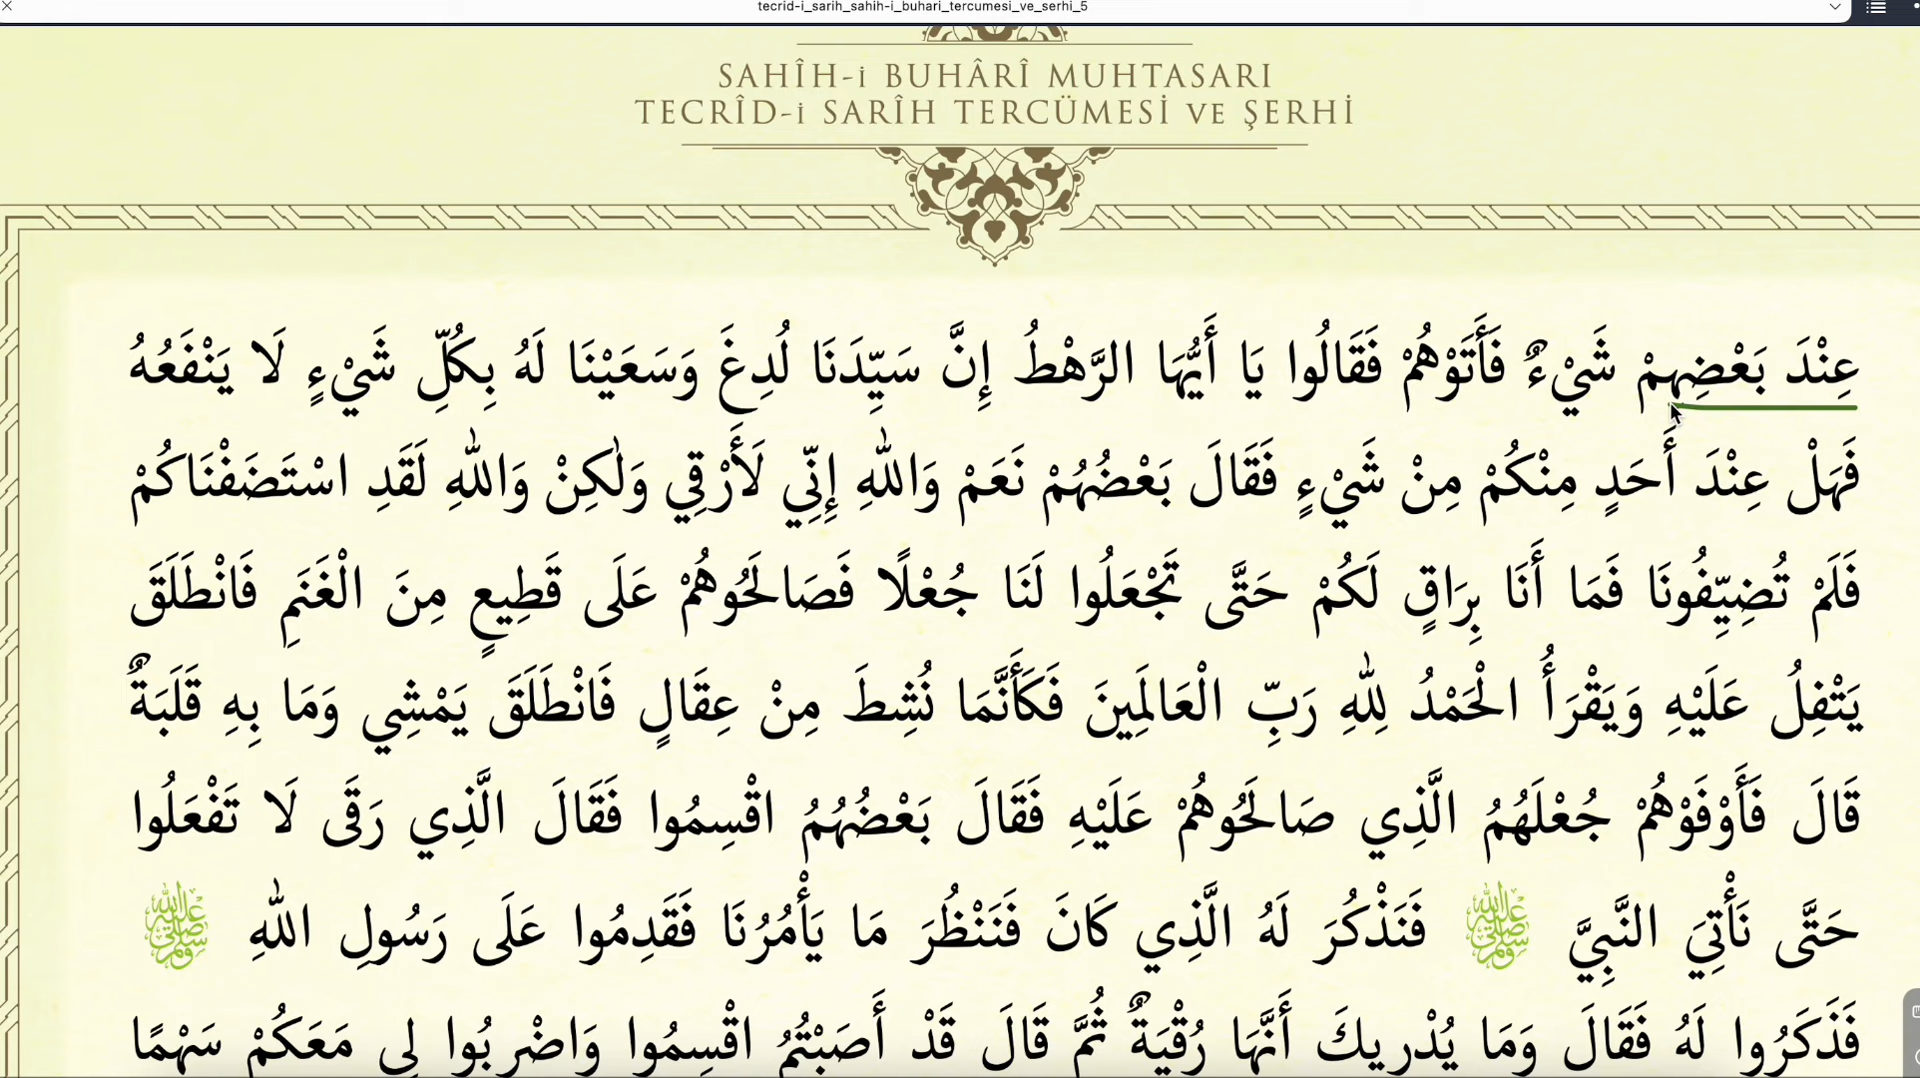 tecrid-i_sarih_sahih-i_buhari_tercumesi_ve_serhi_5
SAHÎH-i BUHÂRÎ MUHTASARI
TECRÎD-i SARÎH TERCÜMESİ VE ŞERHİ
عِنْدَ بَعْضِهِمْ شَيْءٌ فَأَتَوْهُمْ فَقَالُوا يَا أَيُّهَا الرَّهْطُ إِنَّ سَيِّدَنَا لُدِغَ وَسَعَيْنَا لَهُ بِكُلِّ شَيْءٍ لَا يَنْفَعُهُ
فَهَلْ عِنْدَ أَحَدٍ مِنْكُمْ مِنْ شَيْءٍ فَقَالَ بَعْضُهُمْ نَعَمْ وَاللّٰهِ إِنِّي لَأَرْقِي وَلٰكِنْ وَاللّٰهِ لَقَدِ اسْتَضَفْنَاكُمْ
فَلَمْ تُضَيِّفُونَا فَمَا أَنَا بِرَاقٍ لَكُمْ حَتَّى تَجْعَلُوا لَنَا جُعْلًا فَصَالَحُوهُمْ عَلَى قَطِيعٍ مِنَ الْغَنَمِ فَانْطَلَقَ
يَتْفِلُ عَلَيْهِ وَيَقْرَأُ الْحَمْدُ لِلّٰهِ رَبِّ الْعَالَمِينَ فَكَأَنَّمَا نُشِطَ مِنْ عِقَالٍ فَانْطَلَقَ يَمْشِي وَمَا بِهِ قَلَبَةٌ
قَالَ فَأَوْفَوْهُمْ جُعْلَهُمُ الَّذِي صَالَحُوهُمْ عَلَيْهِ فَقَالَ بَعْضُهُمُ اقْسِمُوا فَقَالَ الَّذِي رَقَى لَا تَفْعَلُوا
حَتَّى نَأْتِيَ النَّبِيَّ صلى الله عليه وسلم فَنَذْكُرَ لَهُ الَّذِي كَانَ فَنَنْظُرَ مَا يَأْمُرُنَا فَقَدِمُوا عَلَى رَسُولِ اللّٰهِ صلى الله عليه وسلم
فَذَكَرُوا لَهُ فَقَالَ وَمَا يُدْرِيكَ أَنَّهَا رُقْيَةٌ ثُمَّ قَالَ قَدْ أَصَبْتُمُ اقْسِمُوا وَاضْرِبُوا لِي مَعَكُمْ سَهْمًا